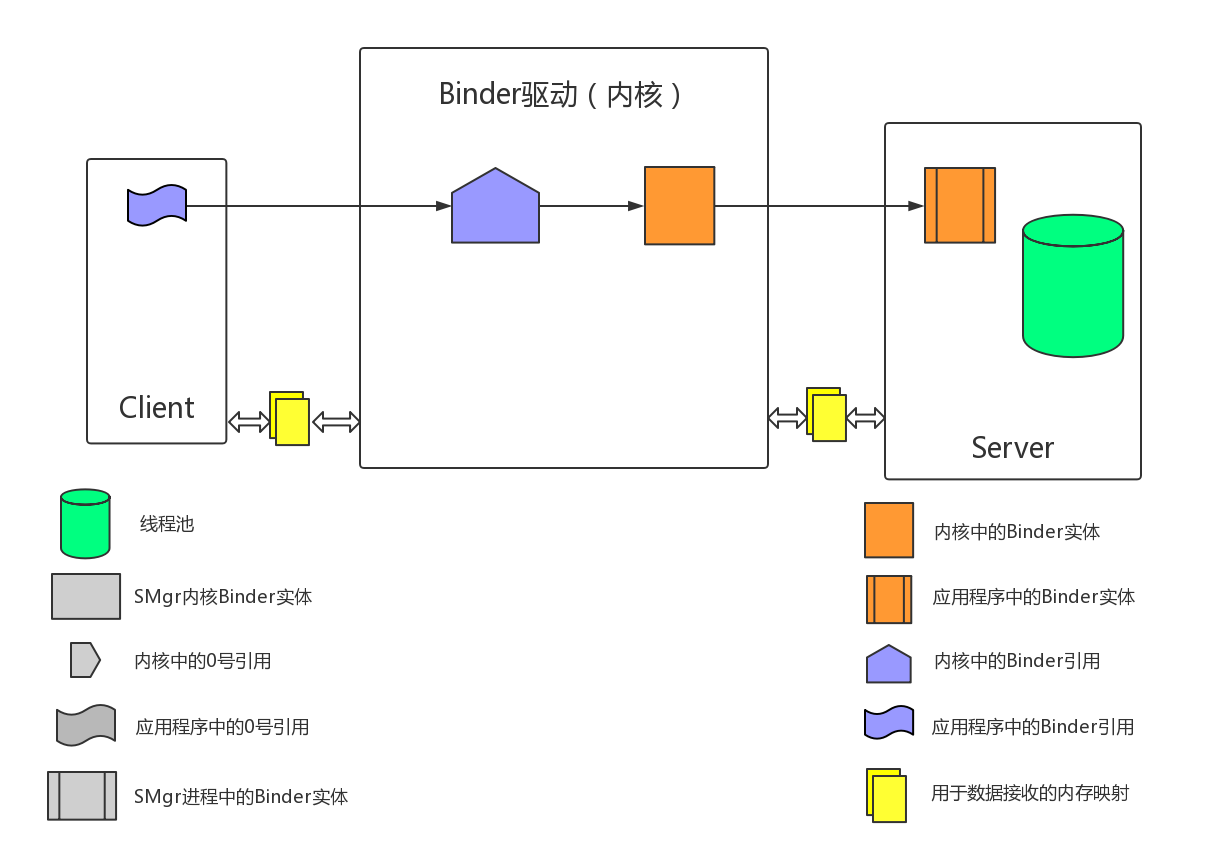 Binder驱动（内核）
Client
Server
线程池
SMgr内核Binder实体
内核中的0号引用
应用程序中的0号引用
SMgr进程中的Binder实体
内核中的Binder实体
应用程序中的Binder实体
内核中的Binder引用
应用程序中的Binder引用
用于数据接收的内存映射